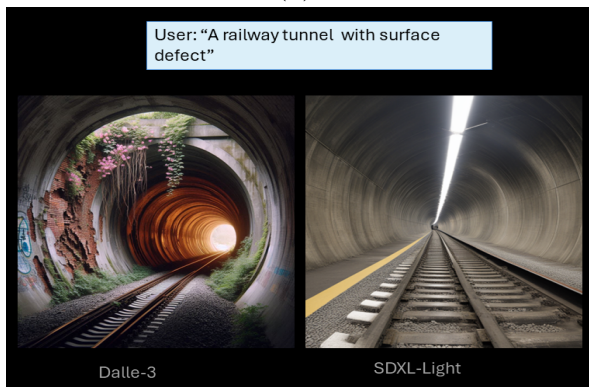 User: “A railway tunnel with surface
defect”
Dalle-3
SDXL-Light